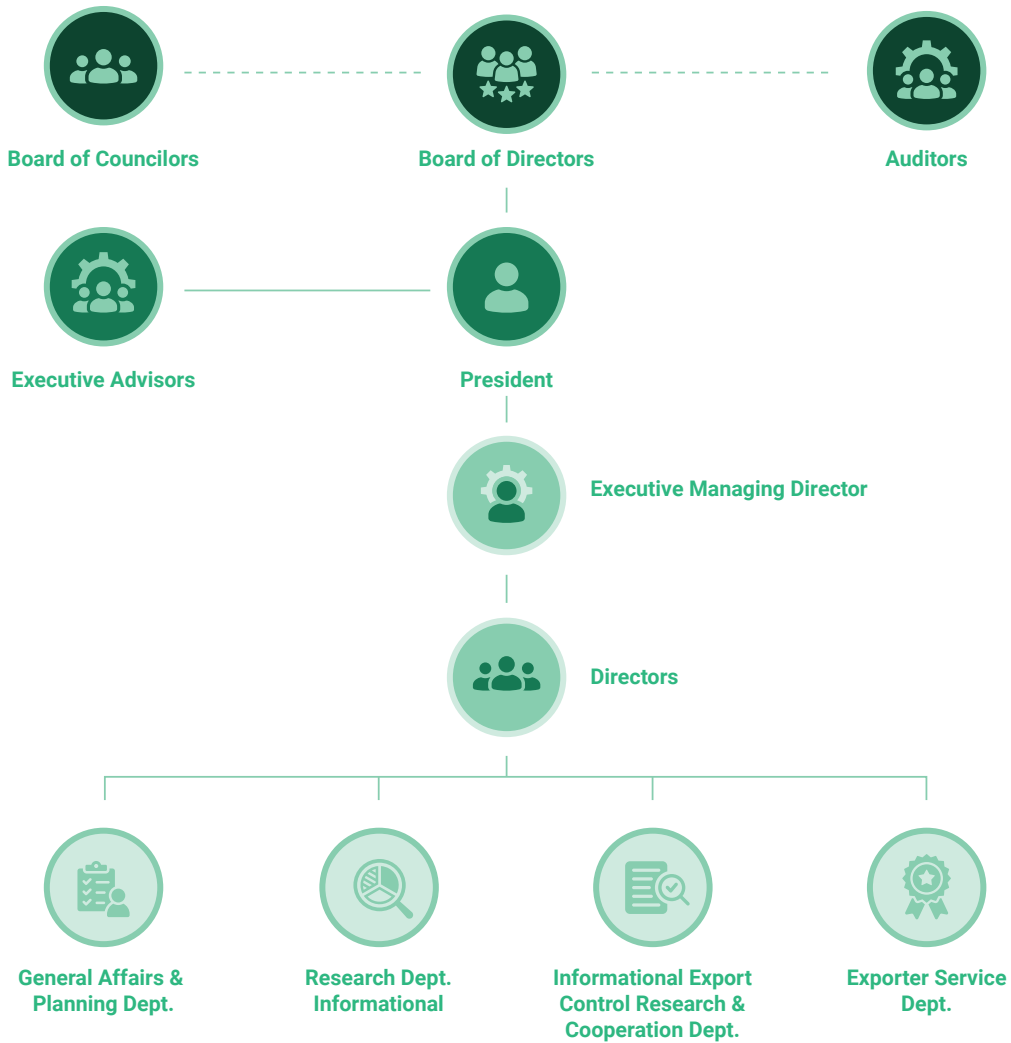 Board of Councilors
Board of Directors
Auditors
Executive Advisors
President
Executive Managing Director
Directors
General Affairs &
Planning Dept.
Research Dept.
Informational
Informational Export
Control Research &
Cooperation Dept.
Exporter Service
Dept.